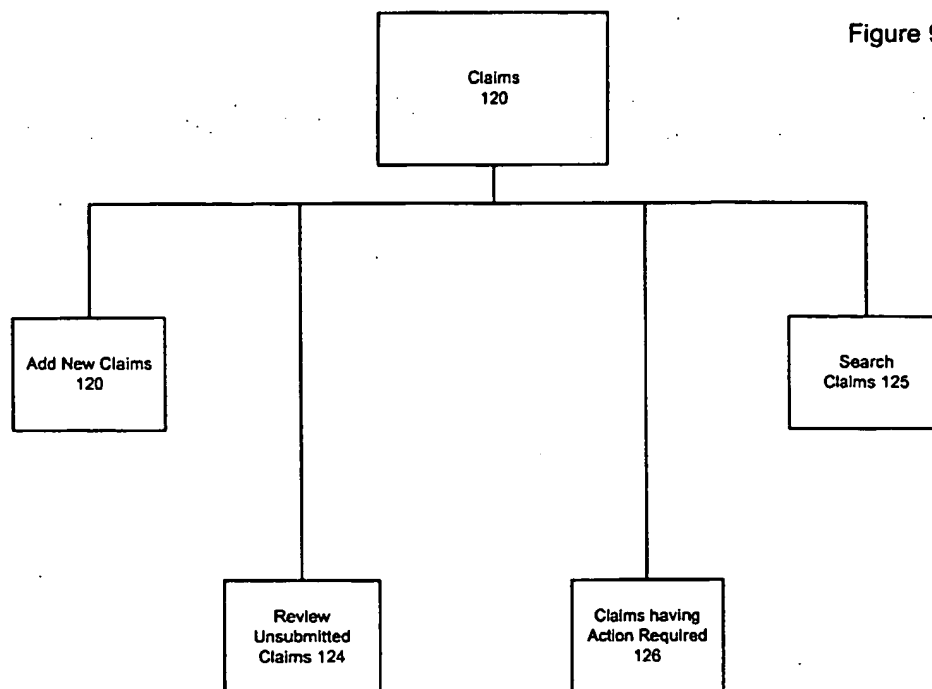 Figure 9
Claims
120
Add New Claims
120
Search
Claims 125
Review
Unsubmitted
Claims 124
Claims having
Action Required
126